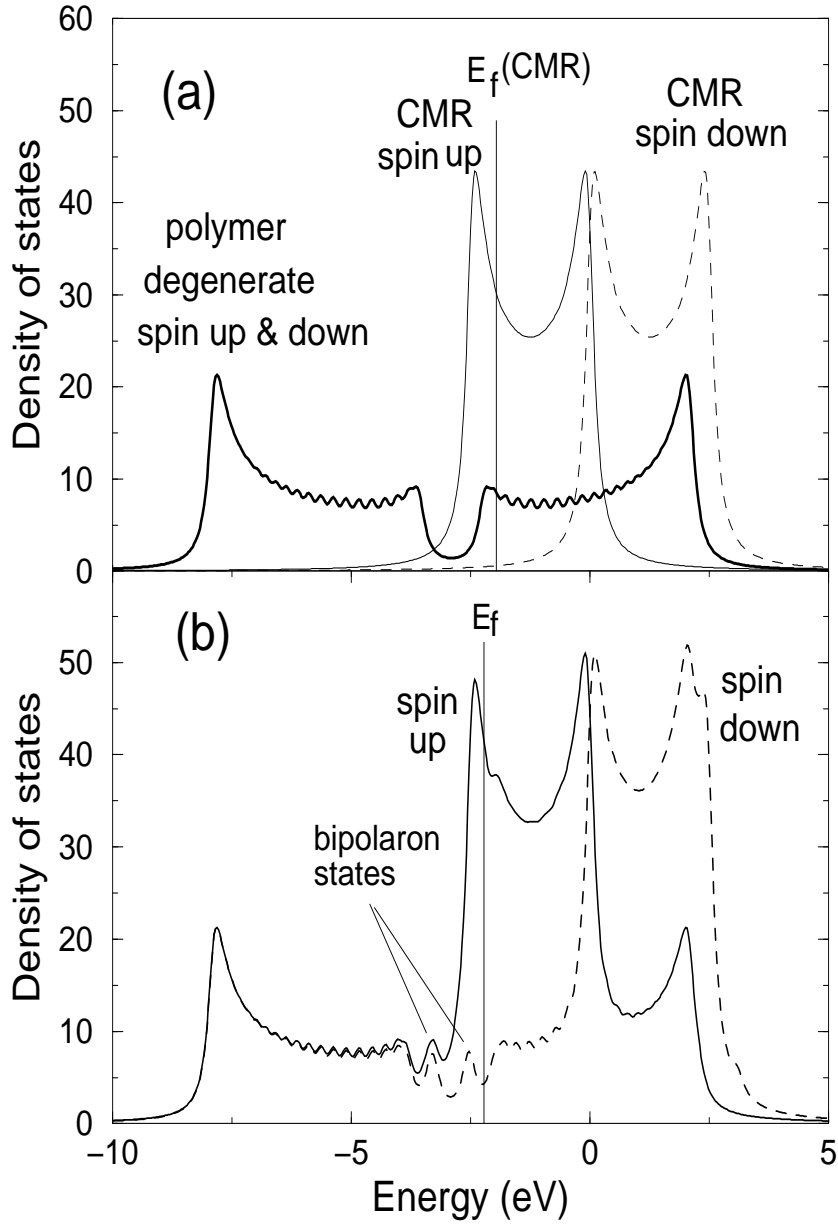 60
50
40
30
20
10
0
Density of states
(a)
E_f (CMR)
CMR
spin up
CMR
spin down
polymer
degenerate
spin up & down
50
40
30
20
10
0
Density of states
(b)
E_f
spin
up
spin
down
bipolaron
states
−10
−5
0
5
Energy (eV)